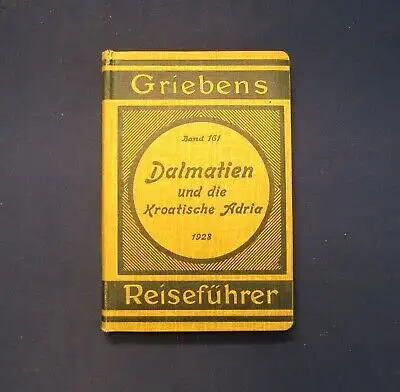 Griebens
Band 161
Dalmatien
und die
Kroatische Adria
1928
Reiseführer